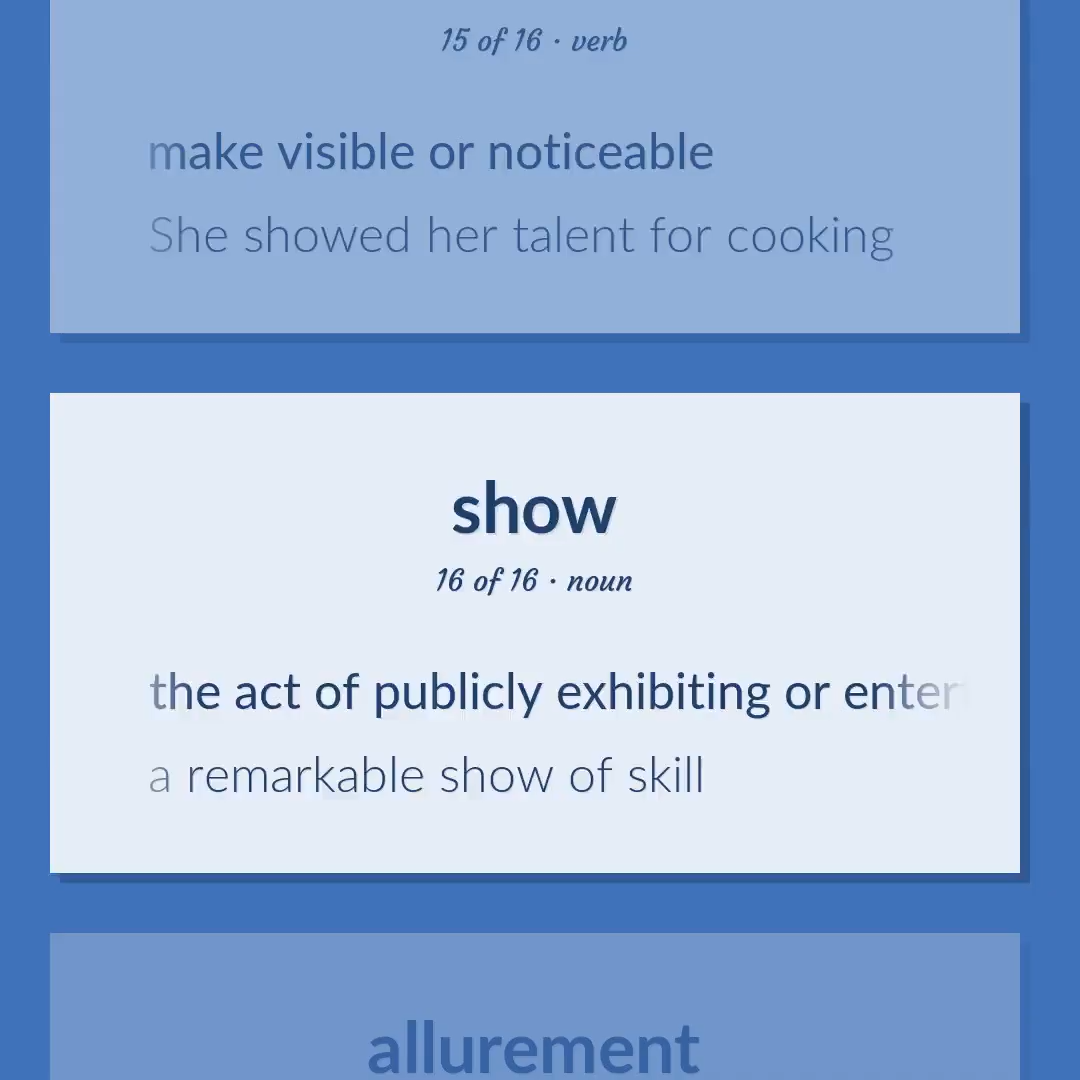 15 of 16 · verb
make visible or noticeable
She showed her talent for cooking
show
16 of 16 · noun
the act of publicly exhibiting or enter
a remarkable show of skill
allurement